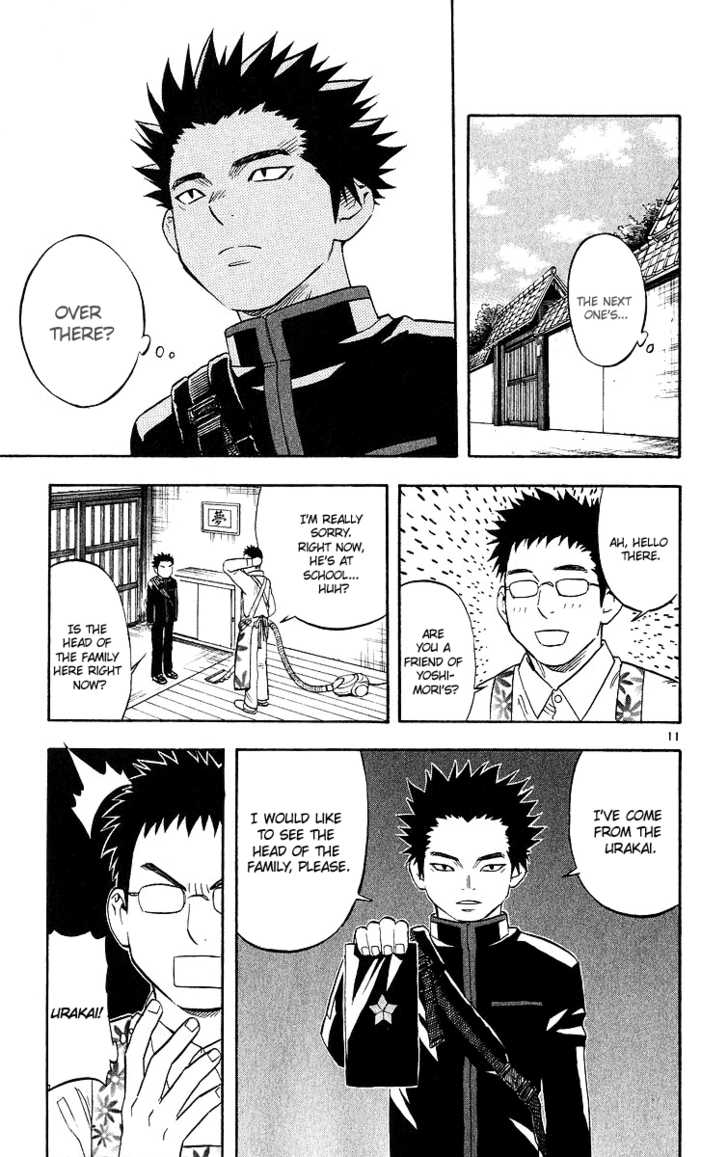 THE NEXT
ONE'S...
OVER
THERE?
AH, HELLO
THERE.
ARE
YOU A
FRIEND OF
YOSHI-
MORI'S?
I'M REALLY
SORRY.
RIGHT NOW,
HE'S AT
SCHOOL...
HUH?
夢
IS THE
HEAD OF
THE FAMILY
HERE RIGHT
NOW?
11
I'VE COME
FROM THE
URAKAI.
I WOULD LIKE
TO SEE THE
HEAD OF THE
FAMILY, PLEASE.
URAKAI!